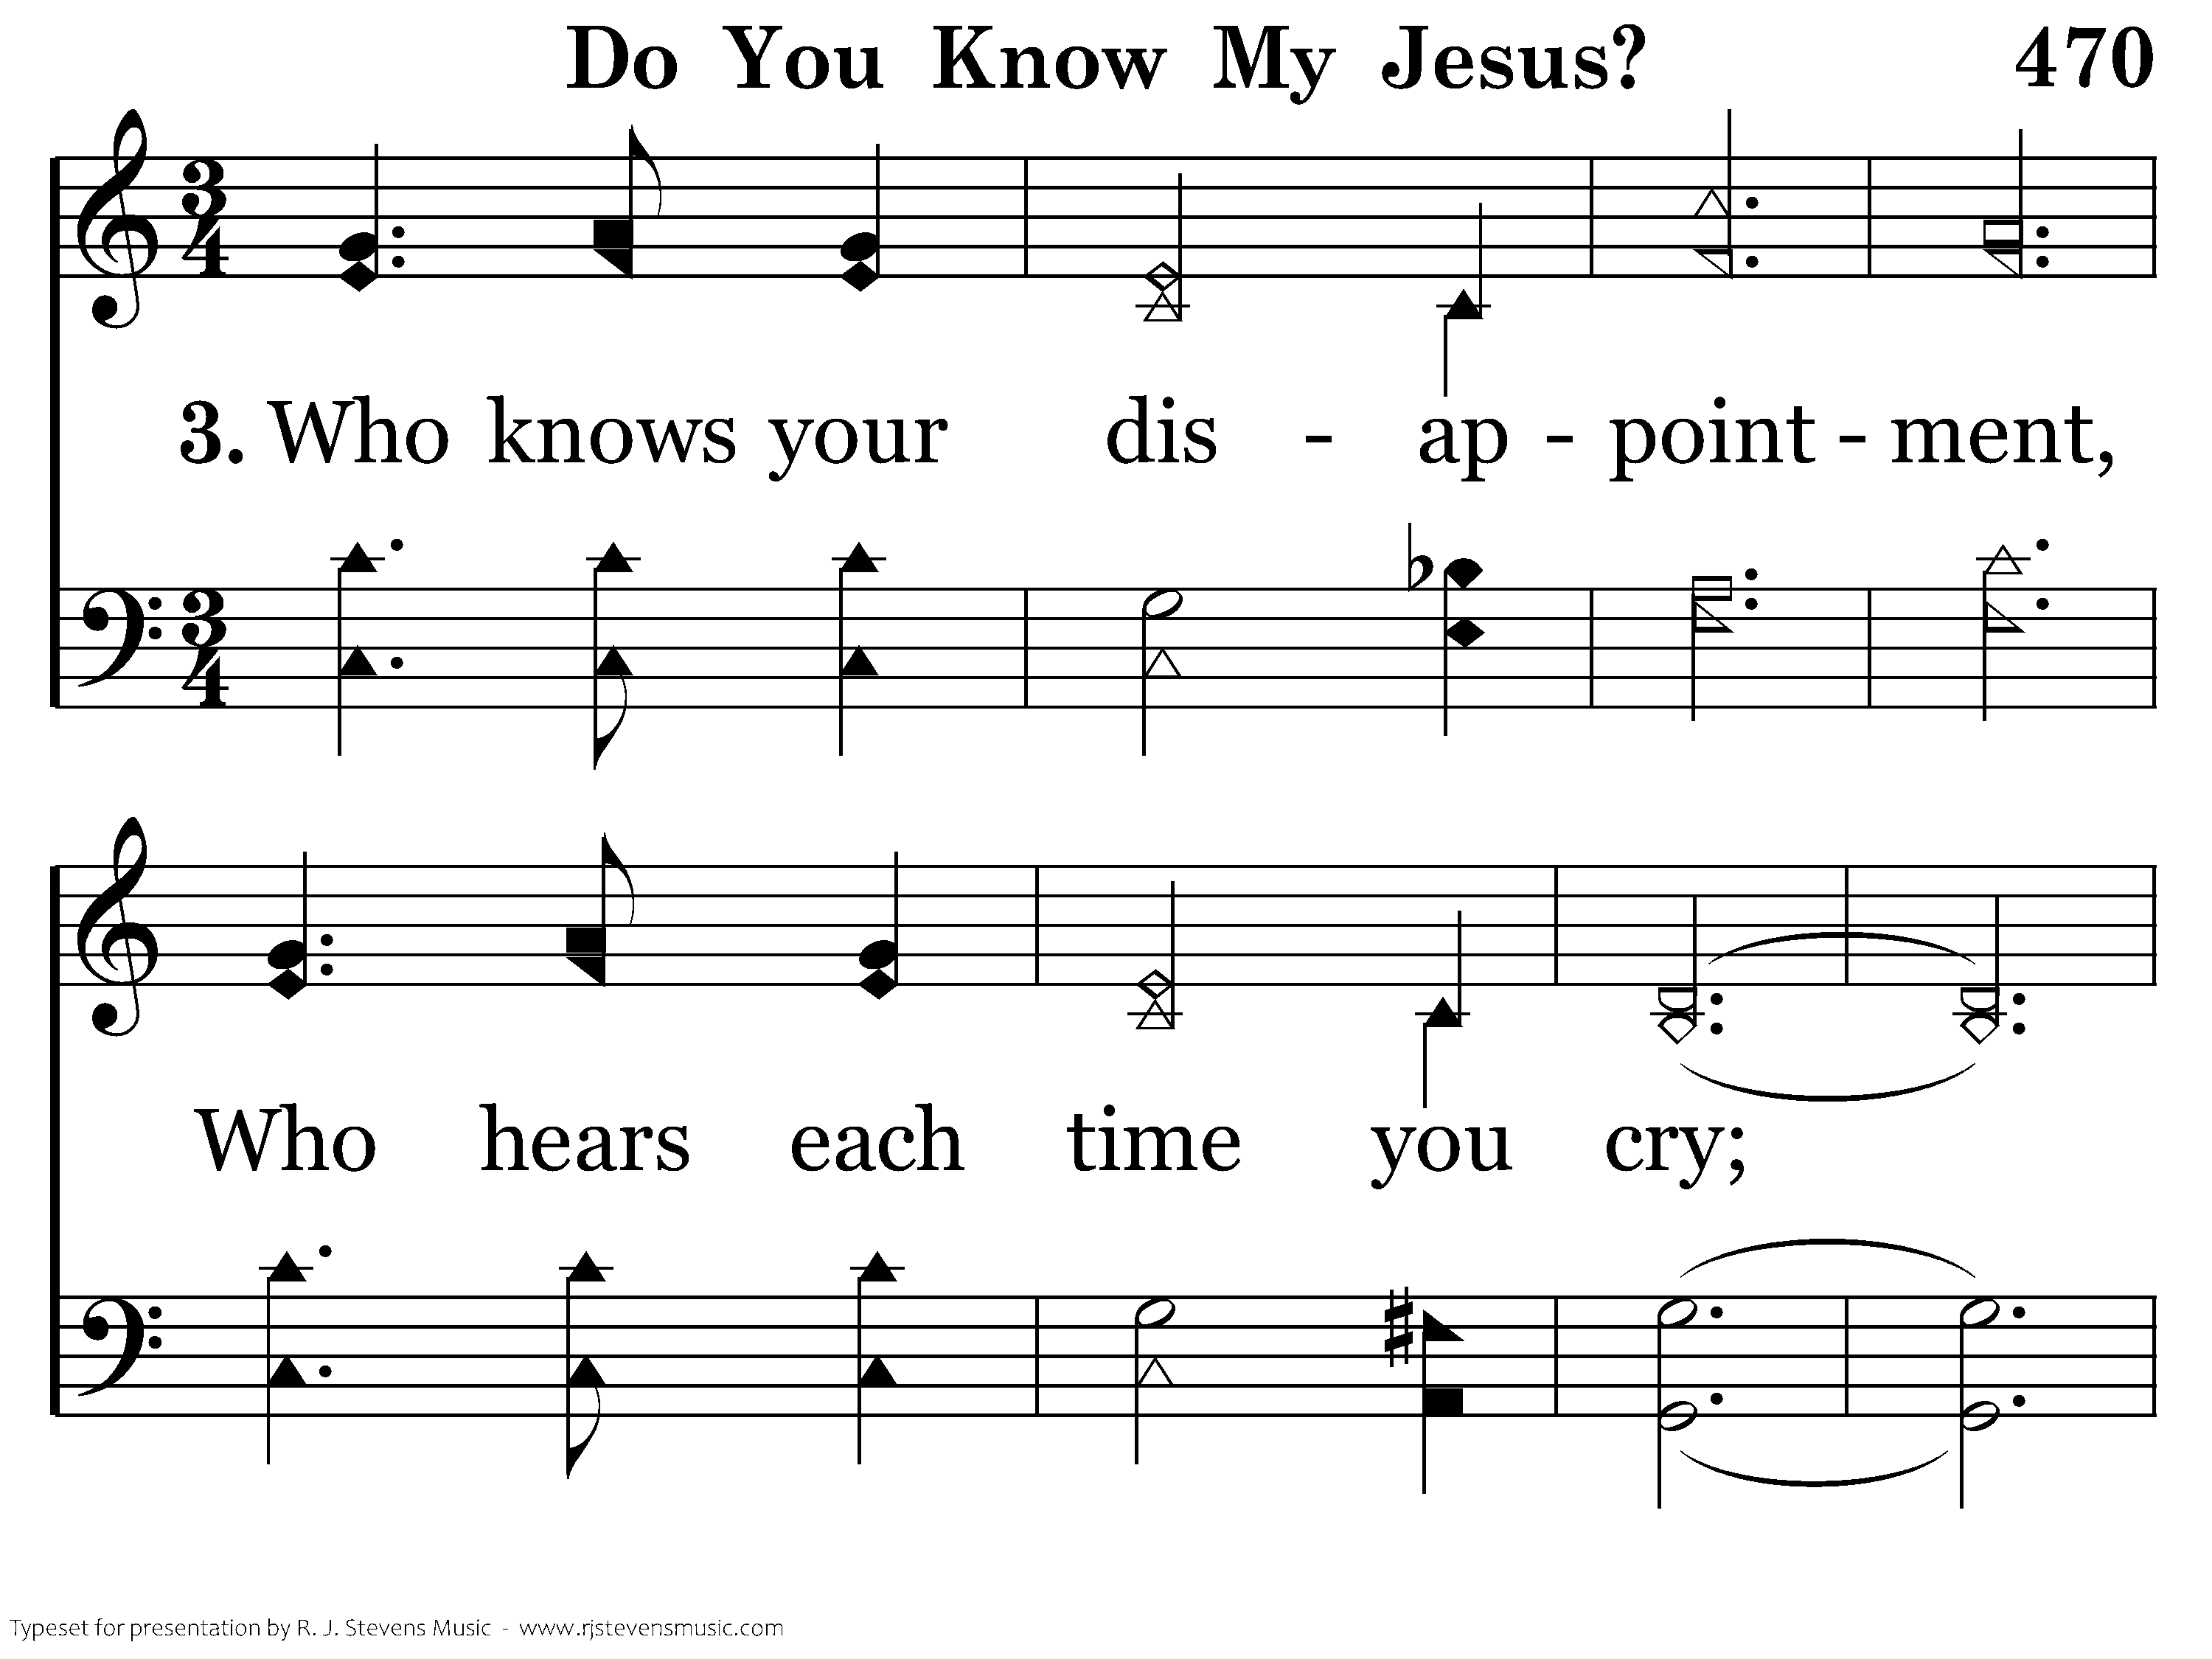 Do You Know My Jesus? 470
3. Who knows your dis - ap - point - ment,
Who hears each time you cry;
Typeset for presentation by R. J. Stevens Music - www.rjstevensmusic.com